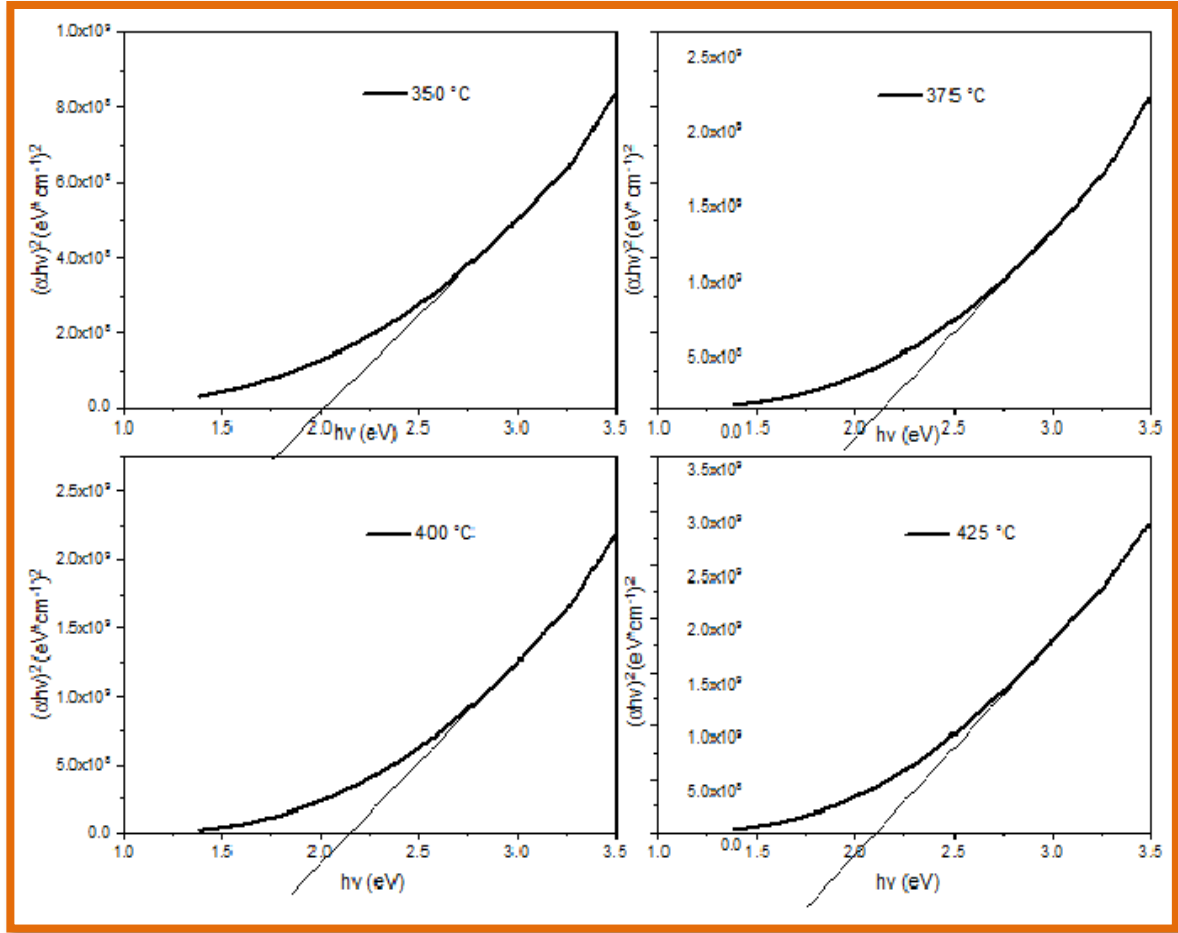 1.0x10⁹
8.0x10⁸
6.0x10⁸
4.0x10⁸
2.0x10⁸
0.0
(αhν)² (eV* cm⁻¹)²
350 °C
1.0 1.5 2.0 2.5 3.0 3.5
hν (eV)
2.5x10⁹
2.0x10⁹
1.5x10⁹
1.0x10⁹
5.0x10⁸
0.0
(αhν)² (eV* cm⁻¹)²
375 °C
1.0 1.5 2.0 2.5 3.0 3.5
hν (eV)
2.5x10⁹
2.0x10⁹
1.5x10⁹
1.0x10⁹
5.0x10⁸
0.0
(αhν)² (eV*cm⁻¹)²
400 °C
1.0 1.5 2.0 2.5 3.0 3.5
hν (eV)
3.5x10⁹
3.0x10⁹
2.5x10⁹
2.0x10⁹
1.5x10⁹
1.0x10⁹
5.0x10⁸
0.0
(αhν)² (eV*cm⁻¹)²
425 °C
1.0 1.5 2.0 2.5 3.0 3.5
hν (eV)